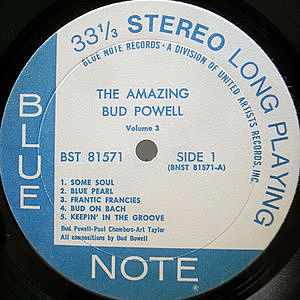 33⅓ STEREO LONG PLAYING
BLUE NOTE RECORDS • A DIVISION OF UNITED ARTISTS RECORDS, INC.
BLUE
NOTE
THE AMAZING
BUD POWELL
Volume 3
BST 81571
SIDE 1
(BNST 81571-A)
1. SOME SOUL
2. BLUE PEARL
3. FRANTIC FRANCIES
4. BUD ON BACH
5. KEEPIN' IN THE GROOVE
Bud Powell-Paul Chambers-Art Taylor
All compositions by Bud Bowell